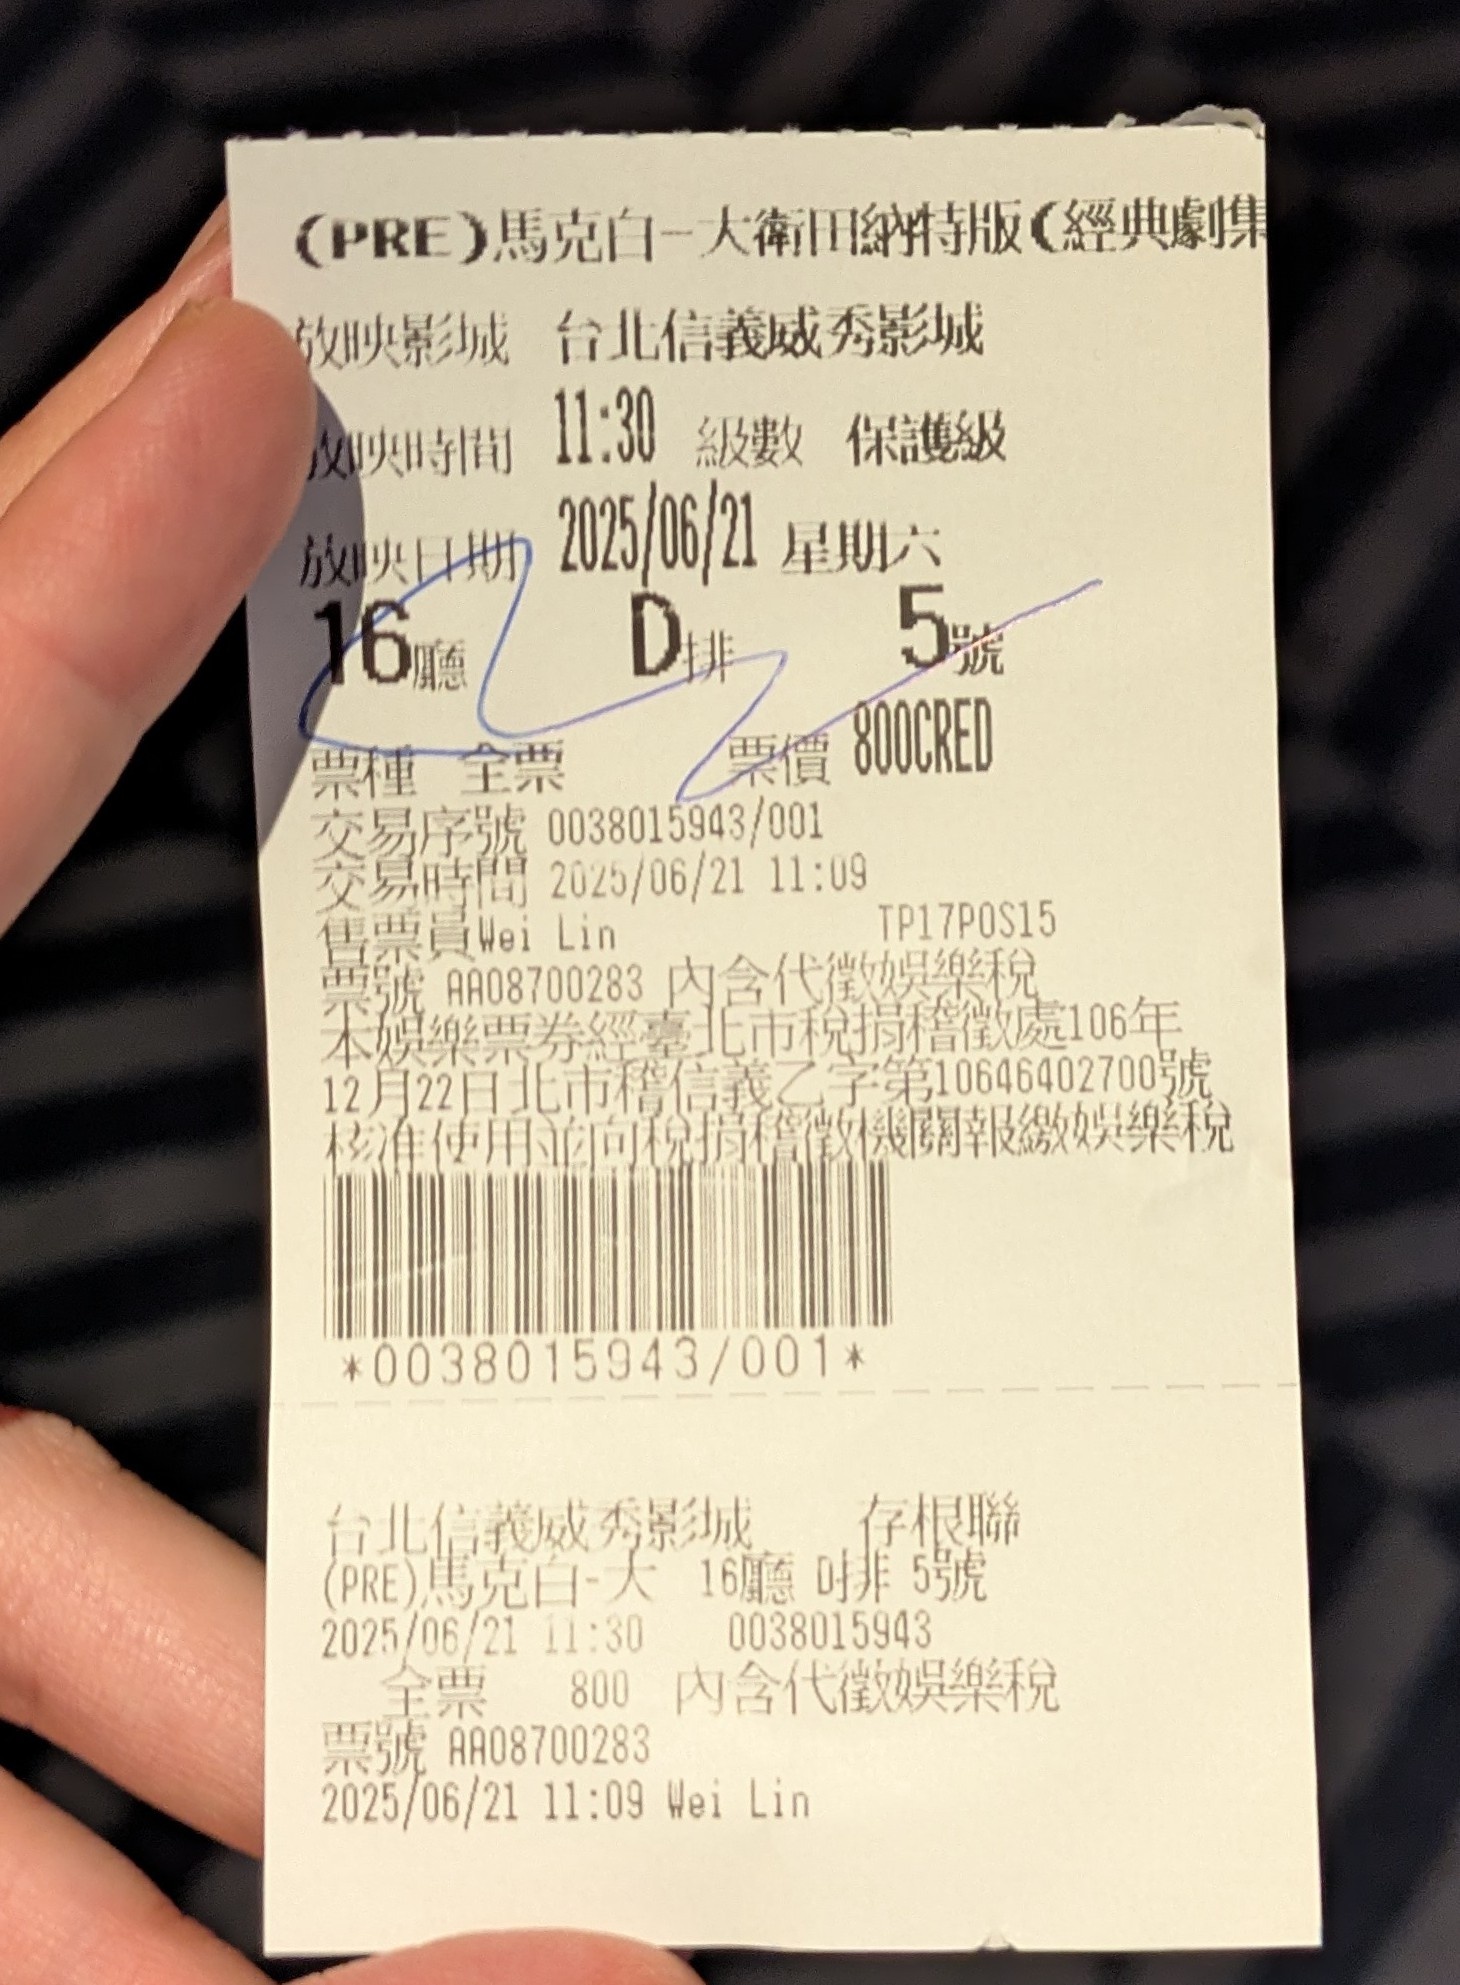 (PRE)馬克白-大衛田納特版(經典劇集
放映影城 台北信義威秀影城
放映時間 11:30 級數 保護級
放映日期 2025/06/21 星期六
16廳 D排 5號
票種 全票 票價 800CRED
交易序號 0038015943/001
交易時間 2025/06/21 11:09
售票員Wei Lin TP17POS15
票號 AA08700283 內含代徵娛樂稅
本娛樂票券經臺北市稅捐稽徵處106年
12月22日北市稽信義乙字第10646402700號
核准使用並向稅捐稽徵機關報繳娛樂稅
*0038015943/001*
台北信義威秀影城 存根聯
(PRE)馬克白-大 16廳 D排 5號
2025/06/21 11:30 0038015943
全票 800 內含代徵娛樂稅
票號 AA08700283
2025/06/21 11:09 Wei Lin